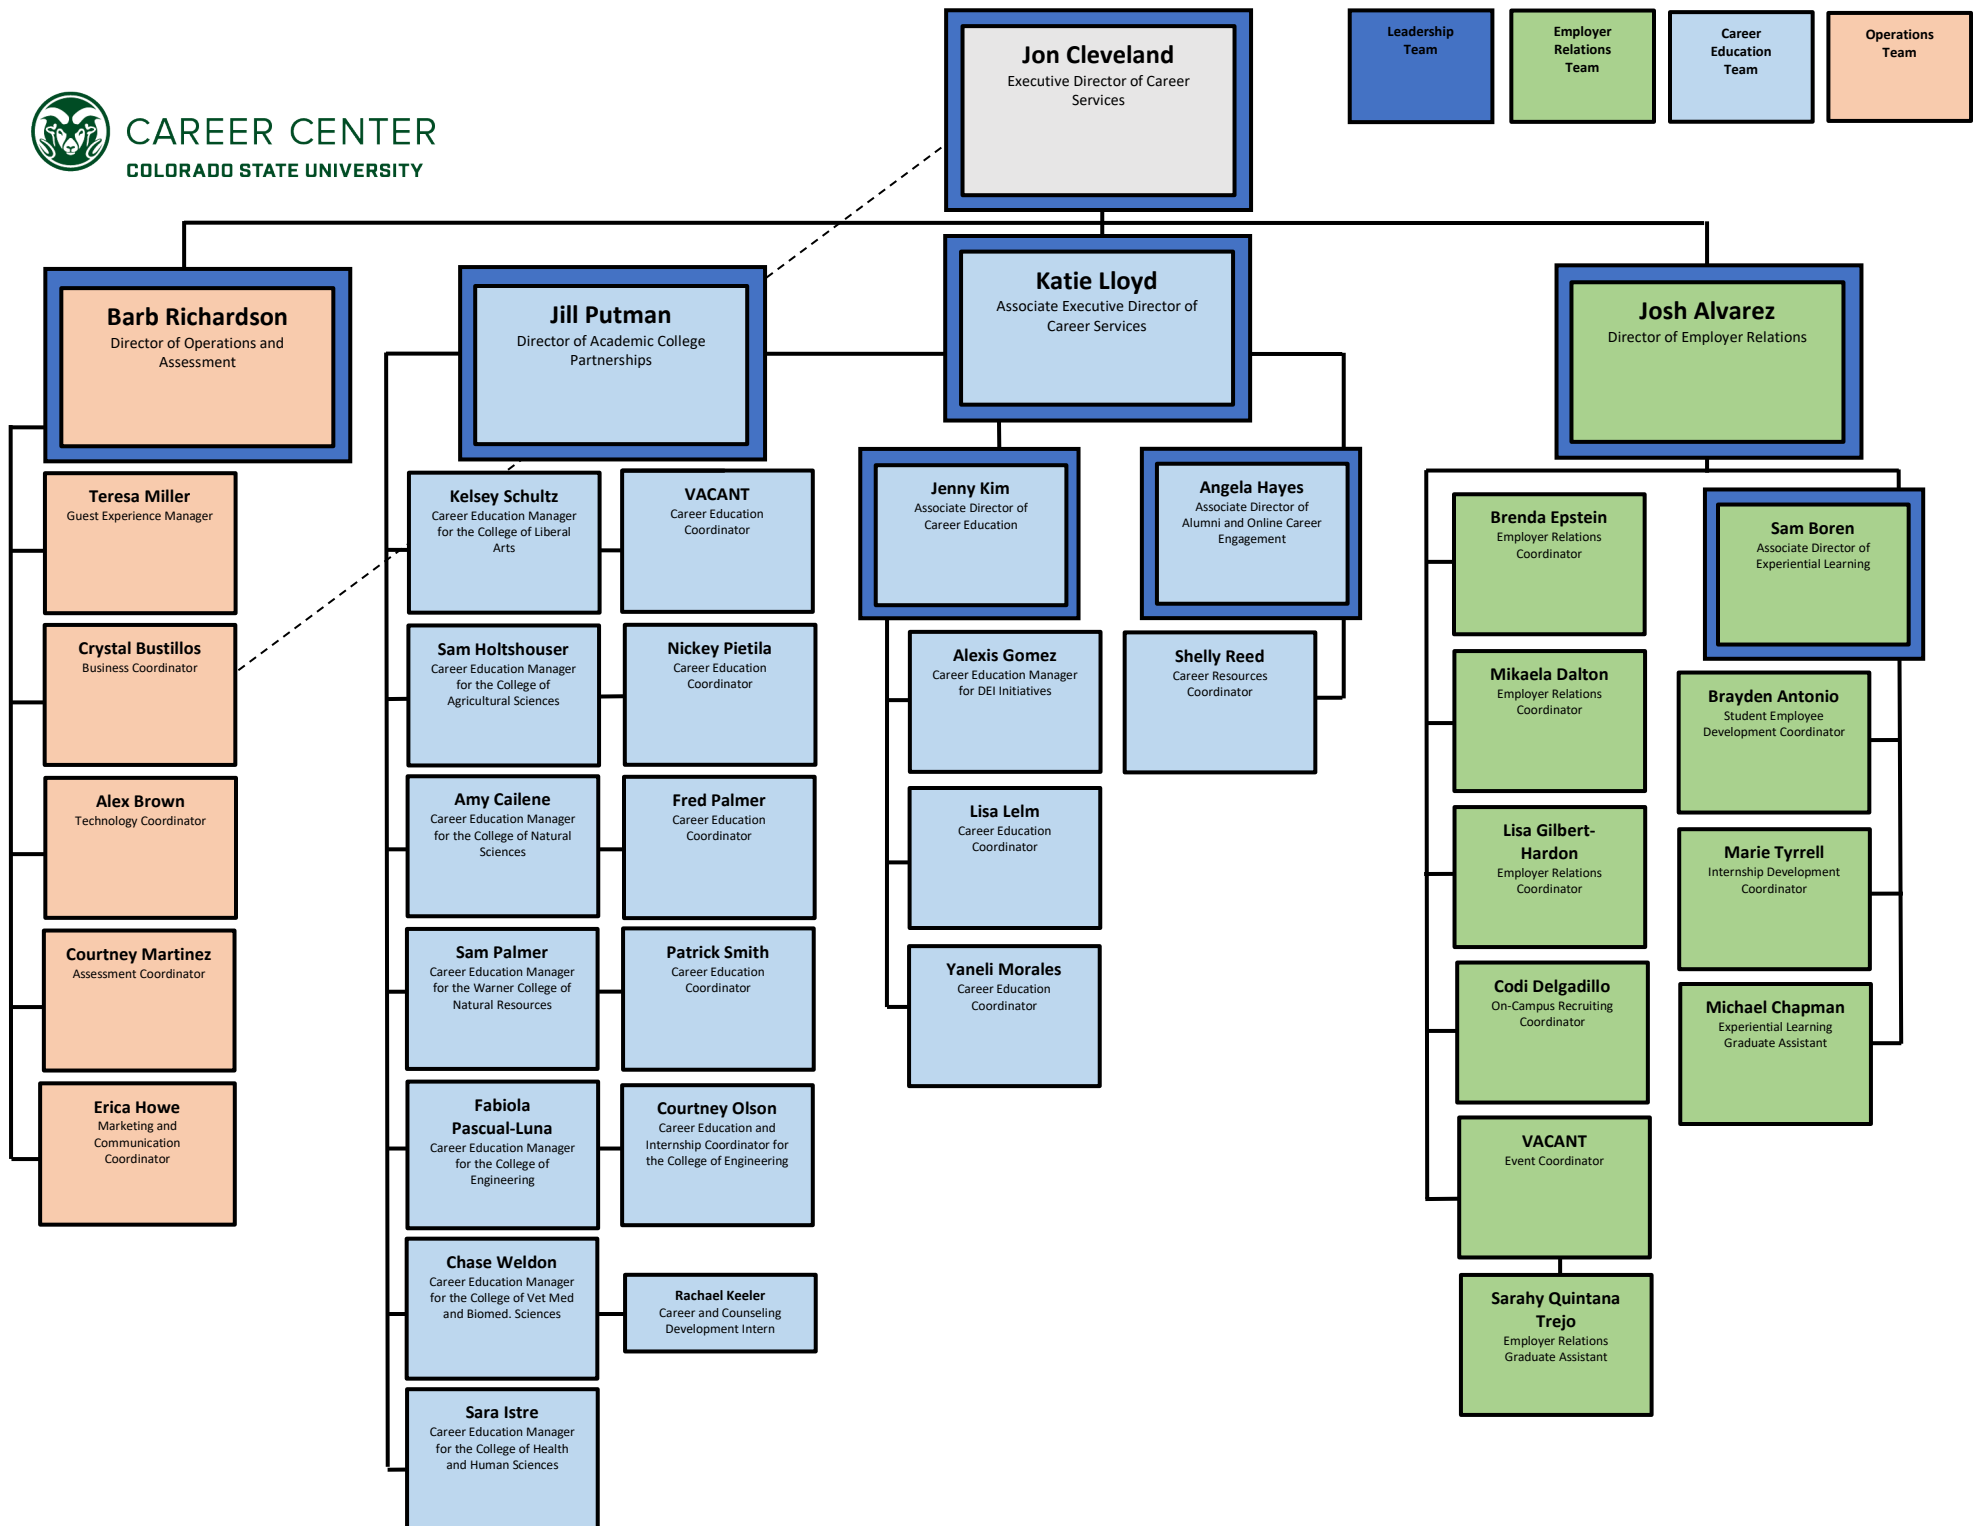 Jon Cleveland
Executive Director of Career
Services
Leadership
Team
Employer
Relations
Team
Career
Education
Team
Operations
Team
CAREER CENTER
COLORADO STATE UNIVERSITY
Barb Richardson
Director of Operations and
Assessment
Jill Putman
Director of Academic College
Partnerships
Katie Lloyd
Associate Executive Director of
Career Services
Josh Alvarez
Director of Employer Relations
Teresa Miller
Guest Experience Manager
Crystal Bustillos
Business Coordinator
Alex Brown
Technology Coordinator
Courtney Martinez
Assessment Coordinator
Erica Howe
Marketing and
Communication
Coordinator
Kelsey Schultz
Career Education Manager
for the College of Liberal
Arts
VACANT
Career Education
Coordinator
Sam Holtshouser
Career Education Manager
for the College of
Agricultural Sciences
Nickey Pietila
Career Education
Coordinator
Amy Cailene
Career Education Manager
for the College of Natural
Sciences
Fred Palmer
Career Education
Coordinator
Sam Palmer
Career Education Manager
for the Warner College of
Natural Resources
Patrick Smith
Career Education
Coordinator
Fabiola
Pascual-Luna
Career Education Manager
for the College of
Engineering
Courtney Olson
Career Education and
Internship Coordinator for
the College of Engineering
Chase Weldon
Career Education Manager
for the College of Vet Med
and Biomed. Sciences
Rachael Keeler
Career and Counseling
Development Intern
Sara Istre
Career Education Manager
for the College of Health
and Human Sciences
Jenny Kim
Associate Director of
Career Education
Alexis Gomez
Career Education Manager
for DEI Initiatives
Lisa Lelm
Career Education
Coordinator
Yaneli Morales
Career Education
Coordinator
Angela Hayes
Associate Director of
Alumni and Online Career
Engagement
Shelly Reed
Career Resources
Coordinator
Brenda Epstein
Employer Relations
Coordinator
Mikaela Dalton
Employer Relations
Coordinator
Lisa Gilbert-
Hardon
Employer Relations
Coordinator
Codi Delgadillo
On-Campus Recruiting
Coordinator
VACANT
Event Coordinator
Sarahy Quintana
Trejo
Employer Relations
Graduate Assistant
Sam Boren
Associate Director of
Experiential Learning
Brayden Antonio
Student Employee
Development Coordinator
Marie Tyrrell
Internship Development
Coordinator
Michael Chapman
Experiential Learning
Graduate Assistant